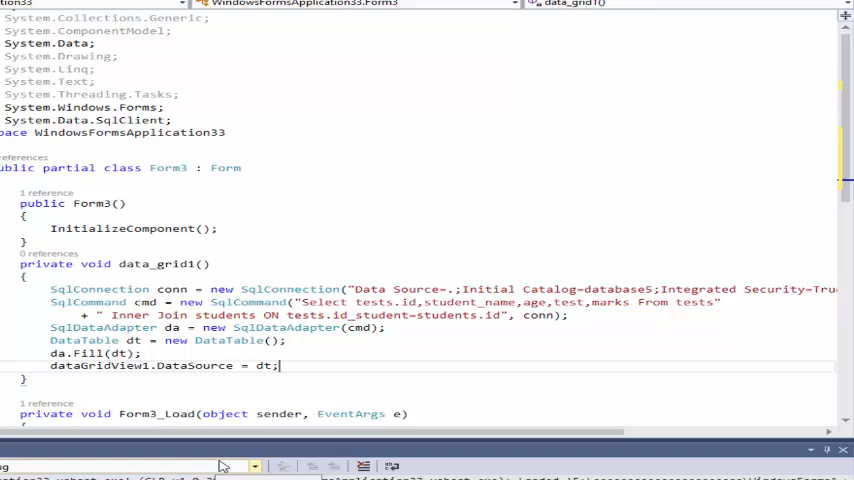 WindowsFormsApplication33.Form3
data_grid1()
System.Collections.Generic;
System.ComponentModel;
System.Data;
System.Drawing;
System.Linq;
System.Text;
System.Threading.Tasks;
System.Windows.Forms;
System.Data.SqlClient;
pace WindowsFormsApplication33
references
ublic partial class Form3 : Form
1 reference
public Form3()
{
InitializeComponent();
}
0 references
private void data_grid1()
{
SqlConnection conn = new SqlConnection("Data Source=.;Initial Catalog=database5;Integrated Security=Tru
SqlCommand cmd = new SqlCommand("Select tests.id,student_name,age,test,marks From tests"
+ " Inner Join students ON tests.id_student=students.id", conn);
SqlDataAdapter da = new SqlDataAdapter(cmd);
DataTable dt = new DataTable();
da.Fill(dt);
dataGridView1.DataSource = dt;
}
1 reference
private void Form3_Load(object sender, EventArgs e)
{
ug